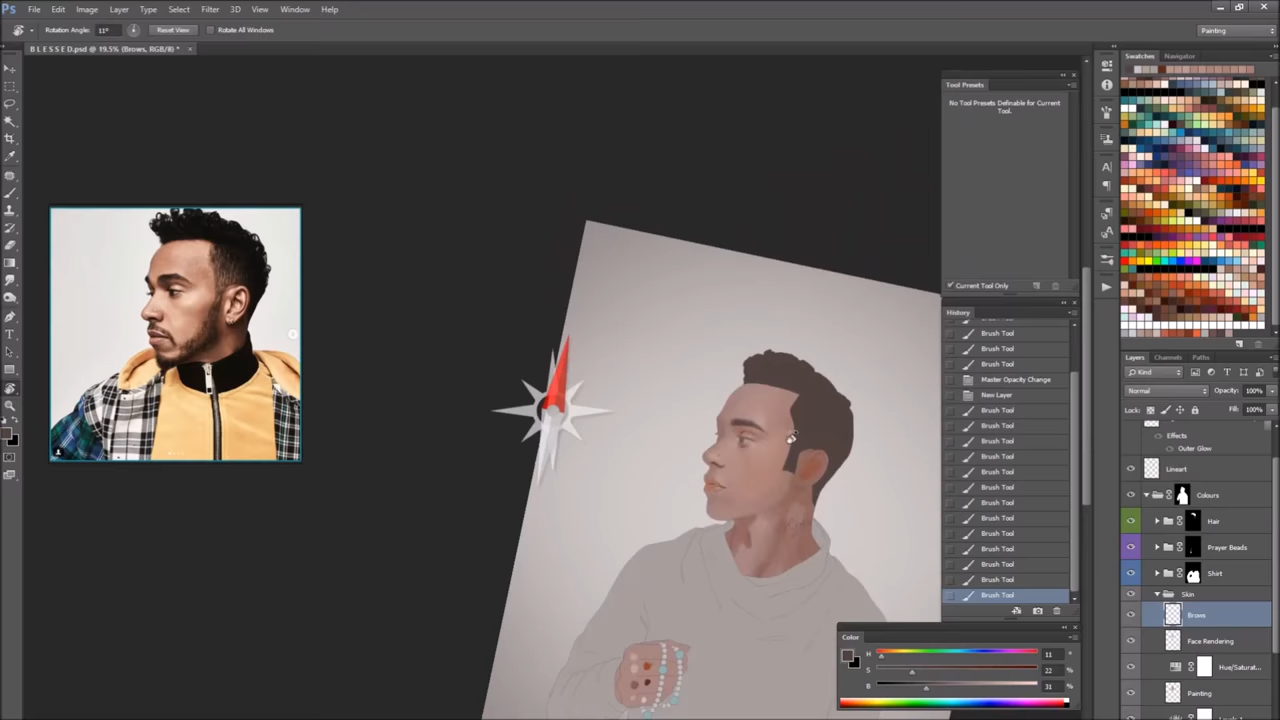 Ps File Edit Image Layer Type Select Filter 3D View Window Help
Rotation Angle: 11° Reset View Rotate All Windows Painting
B L E S S E D.psd @ 19.5% (Brows, RGB/8) * ×
Swatches Navigator
Tool Presets
No Tool Presets Definable for Current
Tool.
Current Tool Only
History
Brush Tool
Brush Tool
Brush Tool
Master Opacity Change
New Layer
Brush Tool
Brush Tool
Brush Tool
Brush Tool
Brush Tool
Brush Tool
Brush Tool
Brush Tool
Brush Tool
Brush Tool
Brush Tool
Brush Tool
Brush Tool
Layers Channels Paths
Kind
Normal Opacity: 100%
Lock: Fill: 100%
Effects
Outer Glow
Lineart
Colours
Hair
Prayer Beads
Shirt
Skin
Brows
Face Rendering
Hue/Saturat...
Painting
Color
H 11 °
S 22 %
B 31 %